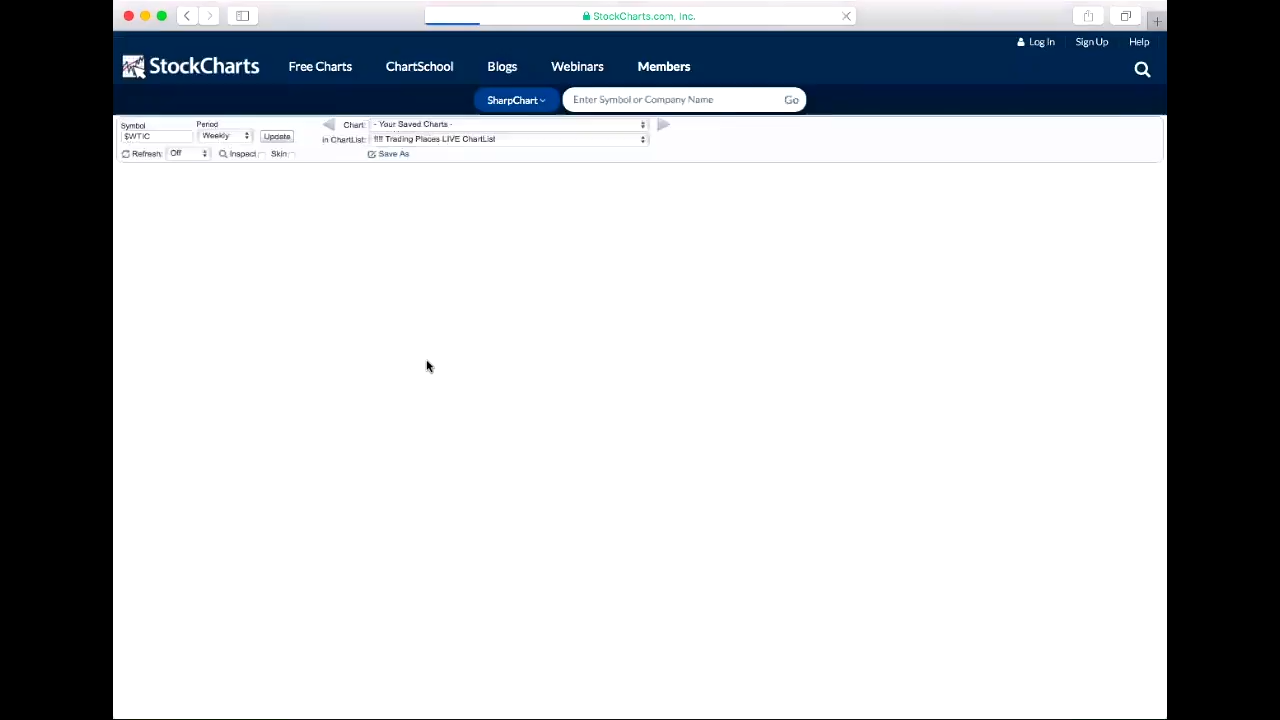 StockCharts.com, Inc.
Log In Sign Up Help
StockCharts Free Charts ChartSchool Blogs Webinars Members
SharpChart Enter Symbol or Company Name Go
Symbol Period Chart: - Your Saved Charts -
$WTIC Weekly Update in ChartList: !!!! Trading Places LIVE ChartList
Refresh: Off Inspect Skin Save As